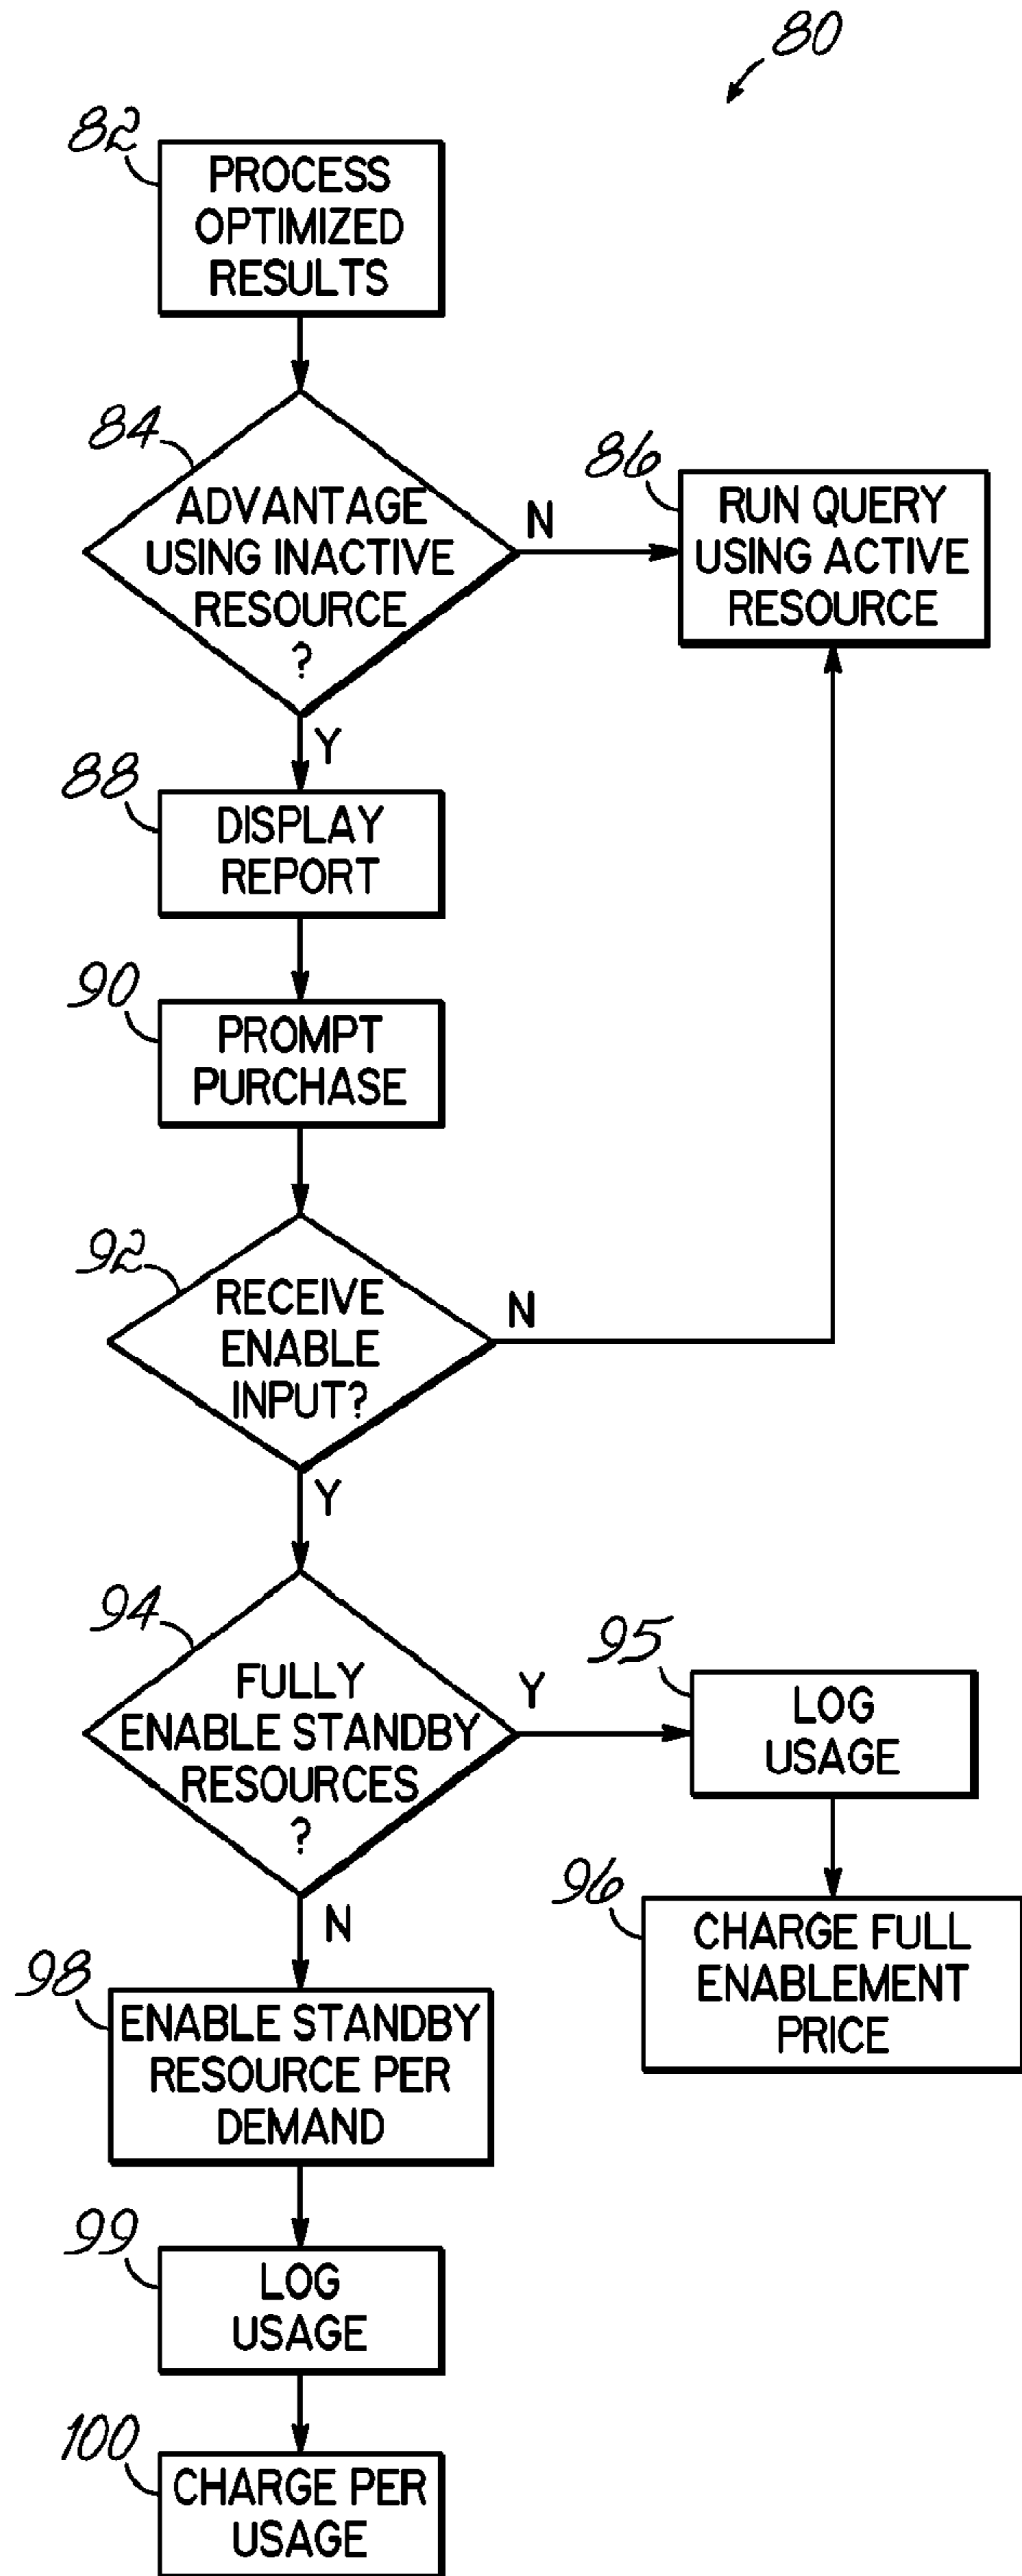 80
82
PROCESS
OPTIMIZED
RESULTS
84
ADVANTAGE
USING INACTIVE
RESOURCE
?
N
86
RUN QUERY
USING ACTIVE
RESOURCE
Y
88
DISPLAY
REPORT
90
PROMPT
PURCHASE
92
RECEIVE
ENABLE
INPUT?
N
Y
94
FULLY
ENABLE STANDBY
RESOURCES
?
Y
95
LOG
USAGE
96
CHARGE FULL
ENABLEMENT
PRICE
N
98
ENABLE STANDBY
RESOURCE PER
DEMAND
99
LOG
USAGE
100
CHARGE PER
USAGE